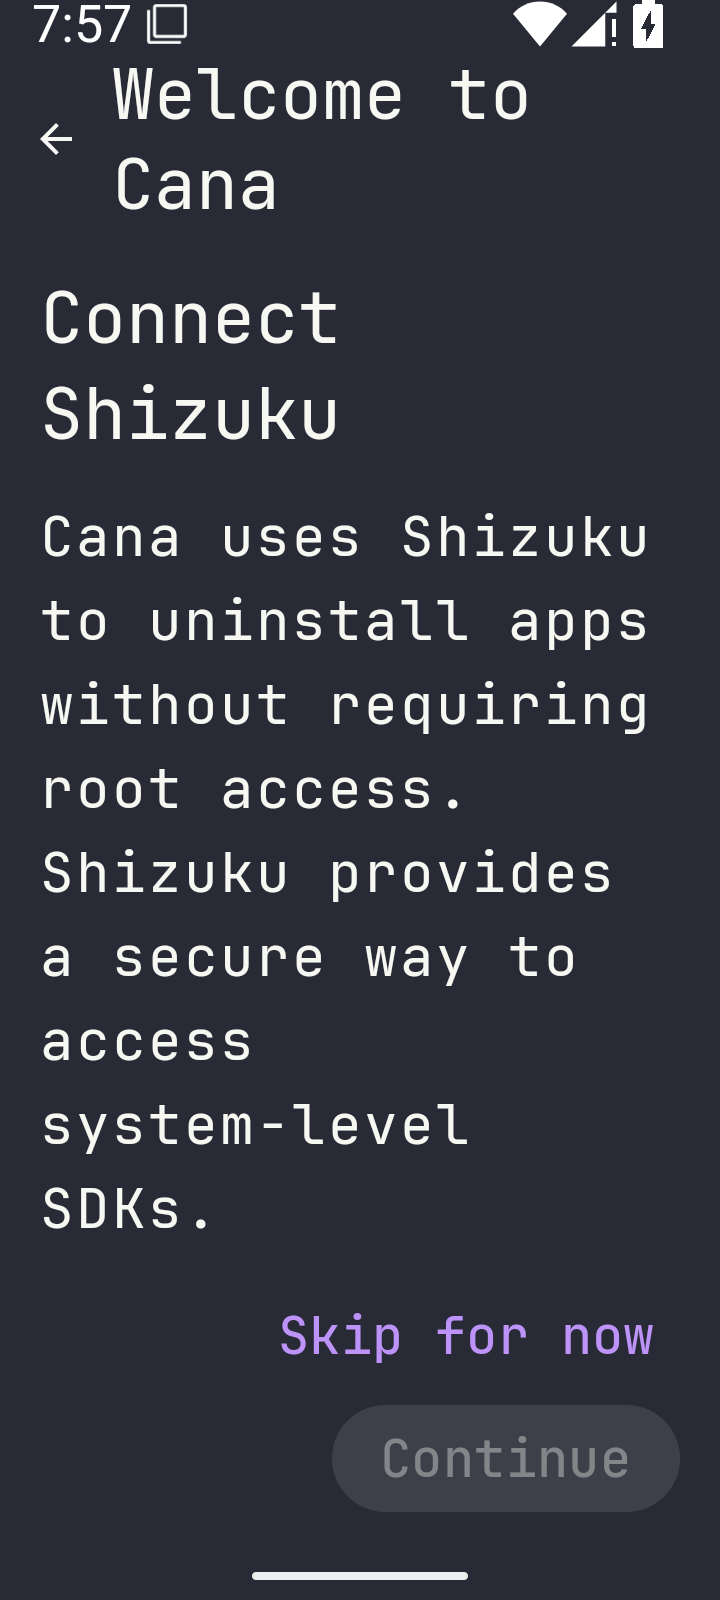 7:57
Welcome to
Cana
Connect
Shizuku
Cana uses Shizuku
to uninstall apps
without requiring
root access.
Shizuku provides
a secure way to
access
system-level
SDKs.
Skip for now
Continue